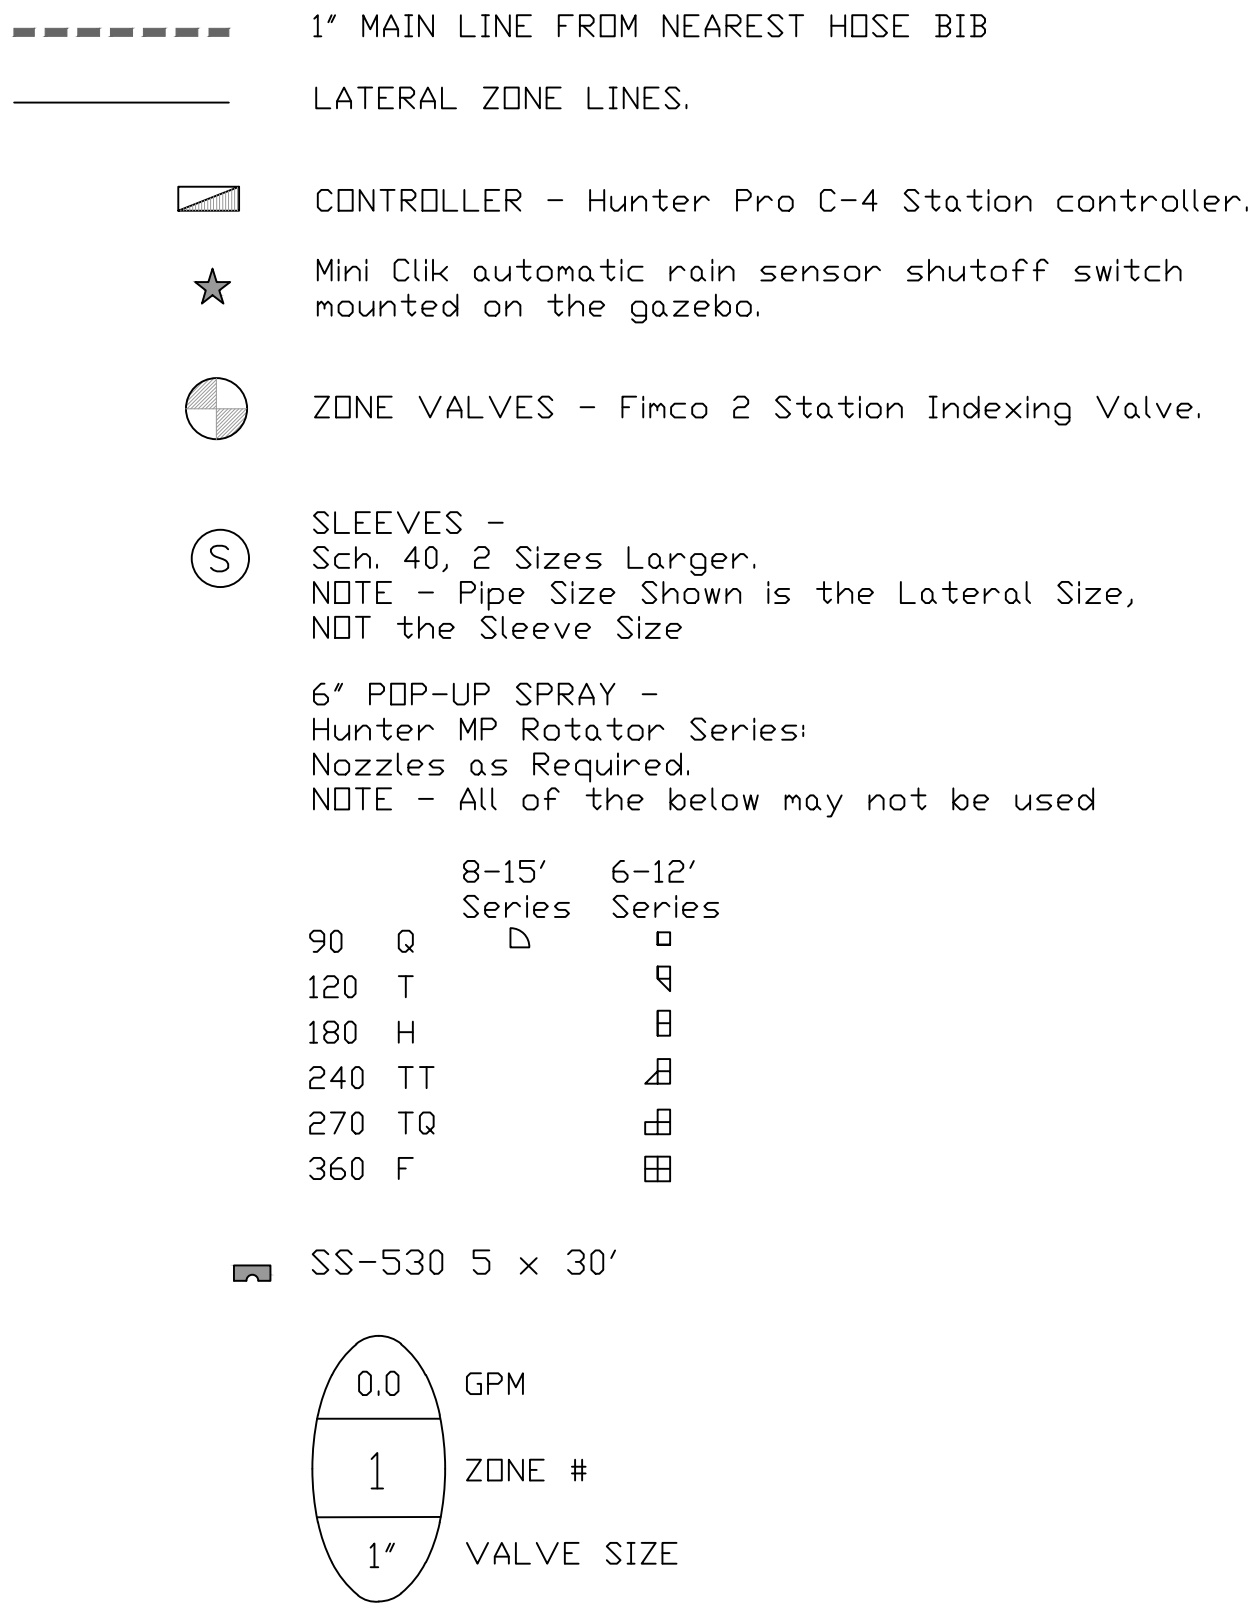 1" MAIN LINE FROM NEAREST HOSE BIB
LATERAL ZONE LINES.
CONTROLLER - Hunter Pro C-4 Station controller.
Mini Clik automatic rain sensor shutoff switch
mounted on the gazebo.
ZONE VALVES - Fimco 2 Station Indexing Valve.
SLEEVES -
S Sch. 40, 2 Sizes Larger.
NOTE - Pipe Size Shown is the Lateral Size,
NOT the Sleeve Size
6" POP-UP SPRAY -
Hunter MP Rotator Series:
Nozzles as Required.
NOTE - All of the below may not be used
8-15' 6-12'
Series Series
90 Q
120 T
180 H
240 TT
270 TQ
360 F
SS-530 5 x 30'
0.0 GPM
1 ZONE #
1" VALVE SIZE